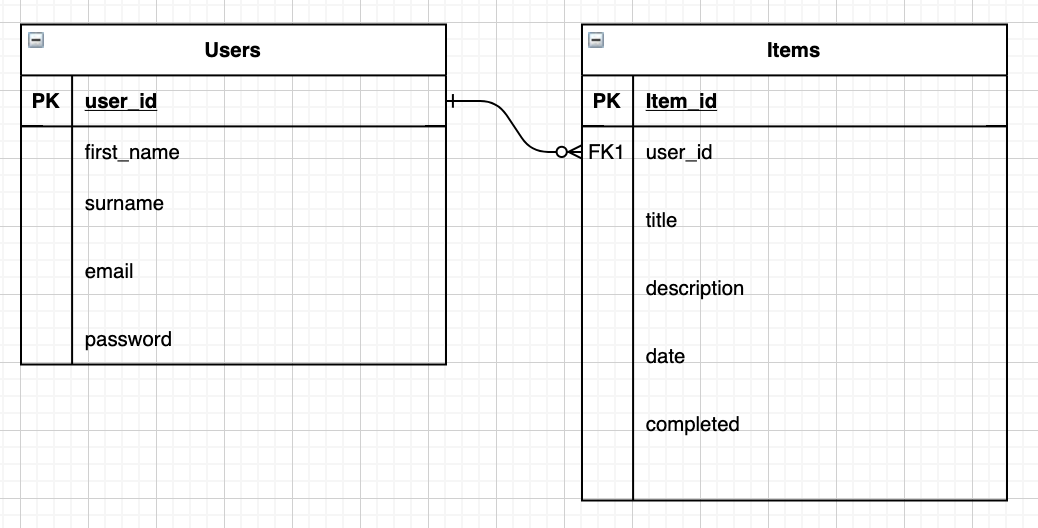 Users
PK user_id
first_name
surname
email
password
Items
PK Item_id
FK1 user_id
title
description
date
completed